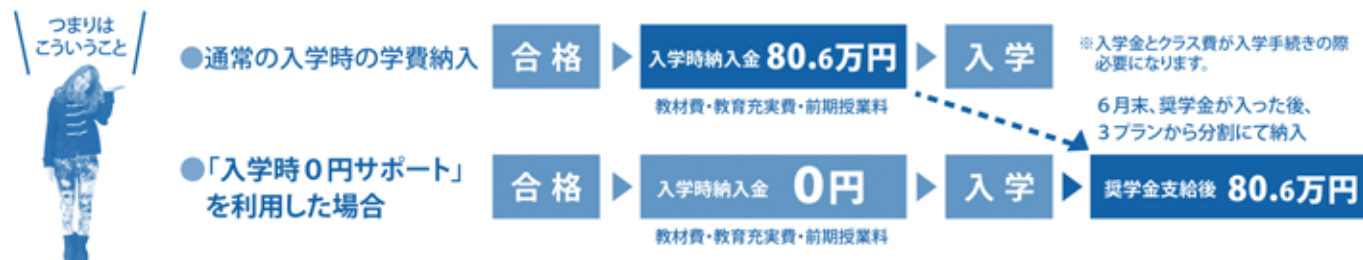 つまりは
こういうこと
●通常の入学時の学費納入
合格
入学時納入金 80.6万円
入学
教材費・教育充実費・前期授業料
※入学金とクラス費が入学手続きの際
必要になります。
6月末、奨学金が入った後、
3プランから分割にて納入
●「入学時0円サポート」
を利用した場合
合格
入学時納入金 0円
入学
奨学金支給後 80.6万円
教材費・教育充実費・前期授業料